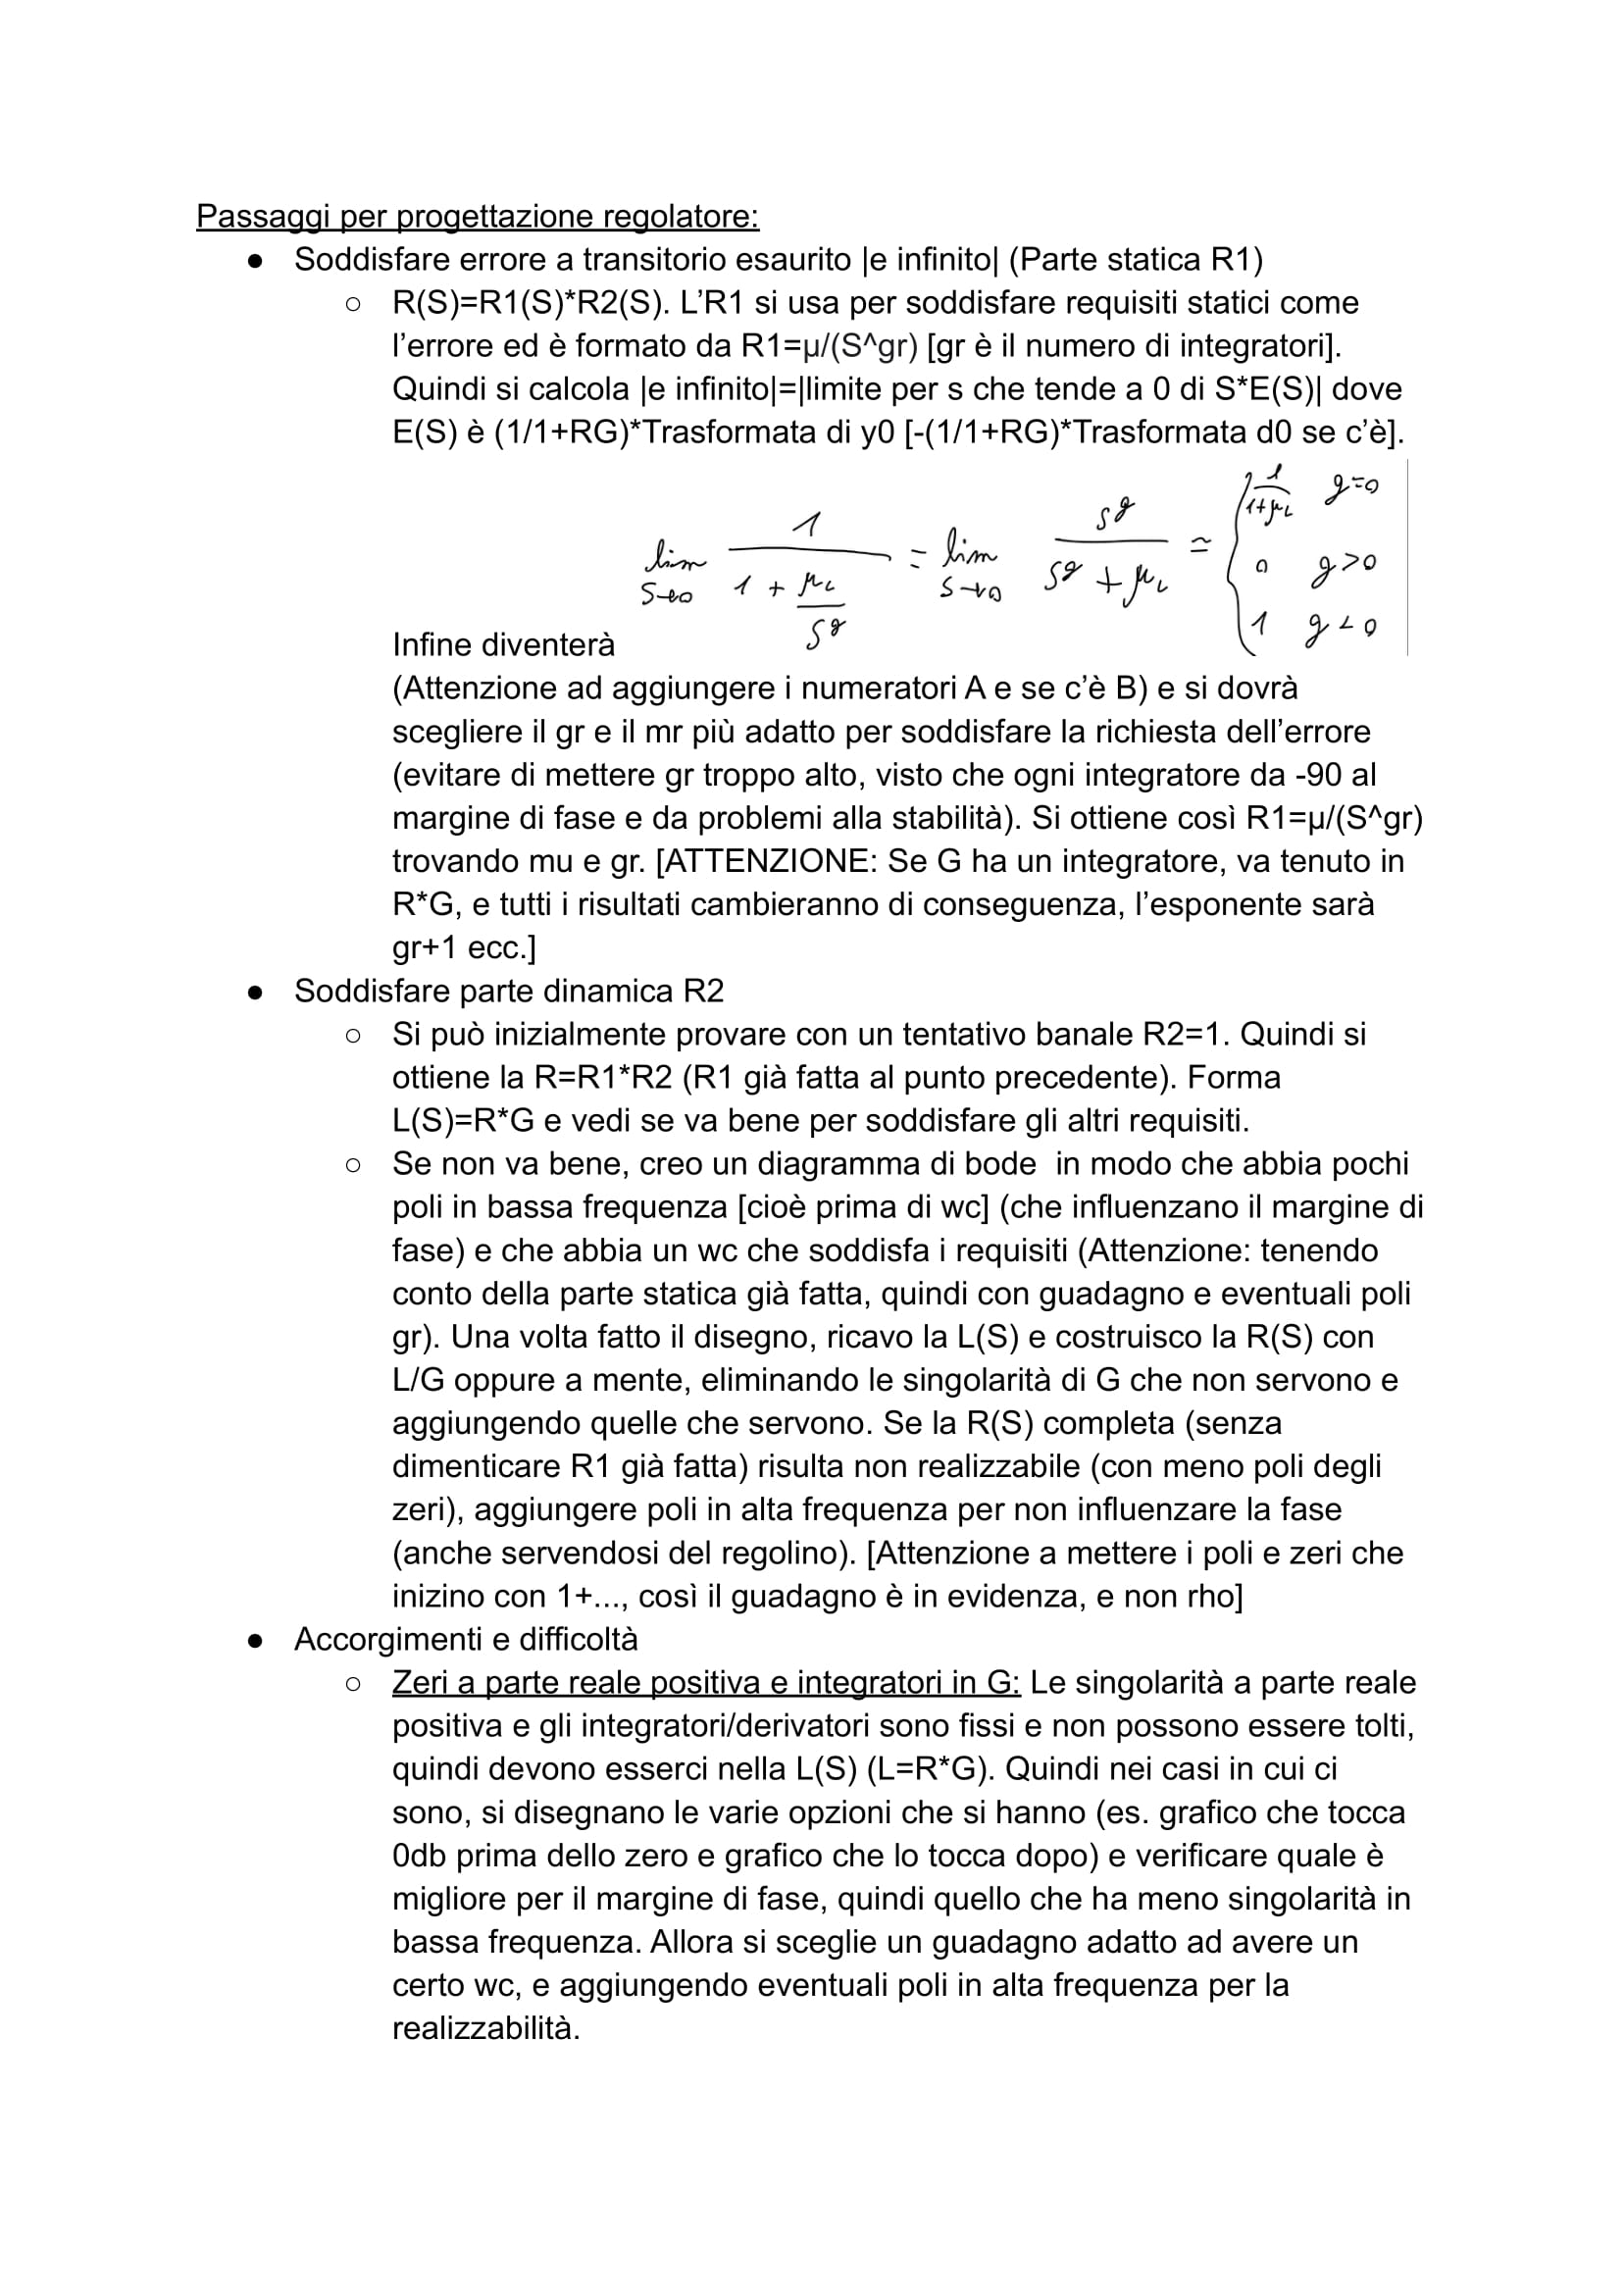 Passaggi per progettazione regolatore:
● Soddisfare errore a transitorio esaurito |e infinito| (Parte statica R1)
○ R(S)=R1(S)*R2(S). L’R1 si usa per soddisfare requisiti statici come
l’errore ed è formato da R1=µ/(S^gr) [gr è il numero di integratori].
Quindi si calcola |e infinito|=|limite per s che tende a 0 di S*E(S)| dove
E(S) è (1/1+RG)*Trasformata di y0 [-(1/1+RG)*Trasformata d0 se c’è].
lim S→0 1 / (1 + μL/S^g) = lim S→0 S^g / (S^g + μL) = { 1/(1+μL) g=0
0 g>0
1 g<0
Infine diventerà
(Attenzione ad aggiungere i numeratori A e se c’è B) e si dovrà
scegliere il gr e il mr più adatto per soddisfare la richiesta dell’errore
(evitare di mettere gr troppo alto, visto che ogni integratore da -90 al
margine di fase e da problemi alla stabilità). Si ottiene così R1=µ/(S^gr)
trovando mu e gr. [ATTENZIONE: Se G ha un integratore, va tenuto in
R*G, e tutti i risultati cambieranno di conseguenza, l’esponente sarà
gr+1 ecc.]
● Soddisfare parte dinamica R2
○ Si può inizialmente provare con un tentativo banale R2=1. Quindi si
ottiene la R=R1*R2 (R1 già fatta al punto precedente). Forma
L(S)=R*G e vedi se va bene per soddisfare gli altri requisiti.
○ Se non va bene, creo un diagramma di bode  in modo che abbia pochi
poli in bassa frequenza [cioè prima di wc] (che influenzano il margine di
fase) e che abbia un wc che soddisfa i requisiti (Attenzione: tenendo
conto della parte statica già fatta, quindi con guadagno e eventuali poli
gr). Una volta fatto il disegno, ricavo la L(S) e costruisco la R(S) con
L/G oppure a mente, eliminando le singolarità di G che non servono e
aggiungendo quelle che servono. Se la R(S) completa (senza
dimenticare R1 già fatta) risulta non realizzabile (con meno poli degli
zeri), aggiungere poli in alta frequenza per non influenzare la fase
(anche servendosi del regolino). [Attenzione a mettere i poli e zeri che
inizino con 1+..., così il guadagno è in evidenza, e non rho]
● Accorgimenti e difficoltà
○ Zeri a parte reale positiva e integratori in G: Le singolarità a parte reale
positiva e gli integratori/derivatori sono fissi e non possono essere tolti,
quindi devono esserci nella L(S) (L=R*G). Quindi nei casi in cui ci
sono, si disegnano le varie opzioni che si hanno (es. grafico che tocca
0db prima dello zero e grafico che lo tocca dopo) e verificare quale è
migliore per il margine di fase, quindi quello che ha meno singolarità in
bassa frequenza. Allora si sceglie un guadagno adatto ad avere un
certo wc, e aggiungendo eventuali poli in alta frequenza per la
realizzabilità.